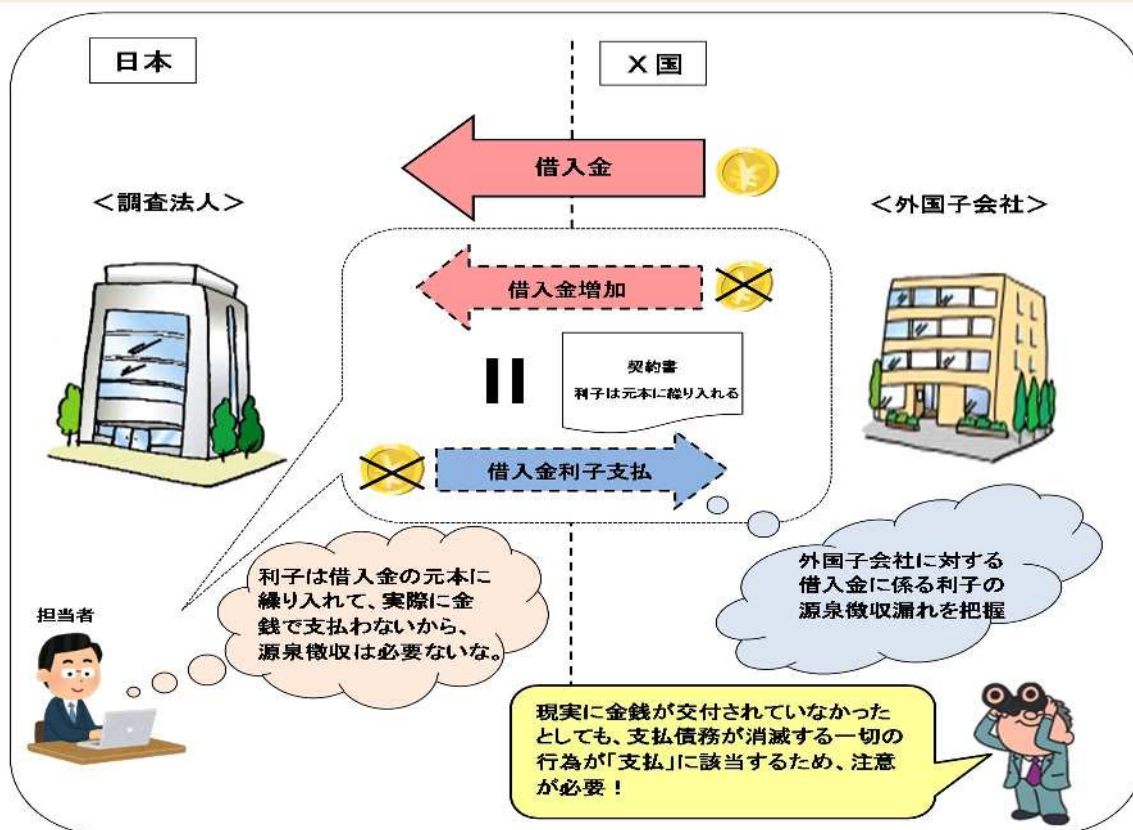 日本
X国
借入金
＜調査法人＞
＜外国子会社＞
借入金増加
契約書
利子は元本に繰り入れる
借入金利子支払
利子は借入金の元本に
繰り入れて、実際に金
銭で支払わないから、
源泉徴収は必要ないな。
外国子会社に対する
借入金に係る利子の
源泉徴収漏れを把握
担当者
現実に金銭が交付されていなかった
としても、支払債務が消滅する一切の
行為が「支払」に該当するため、注意
が必要！